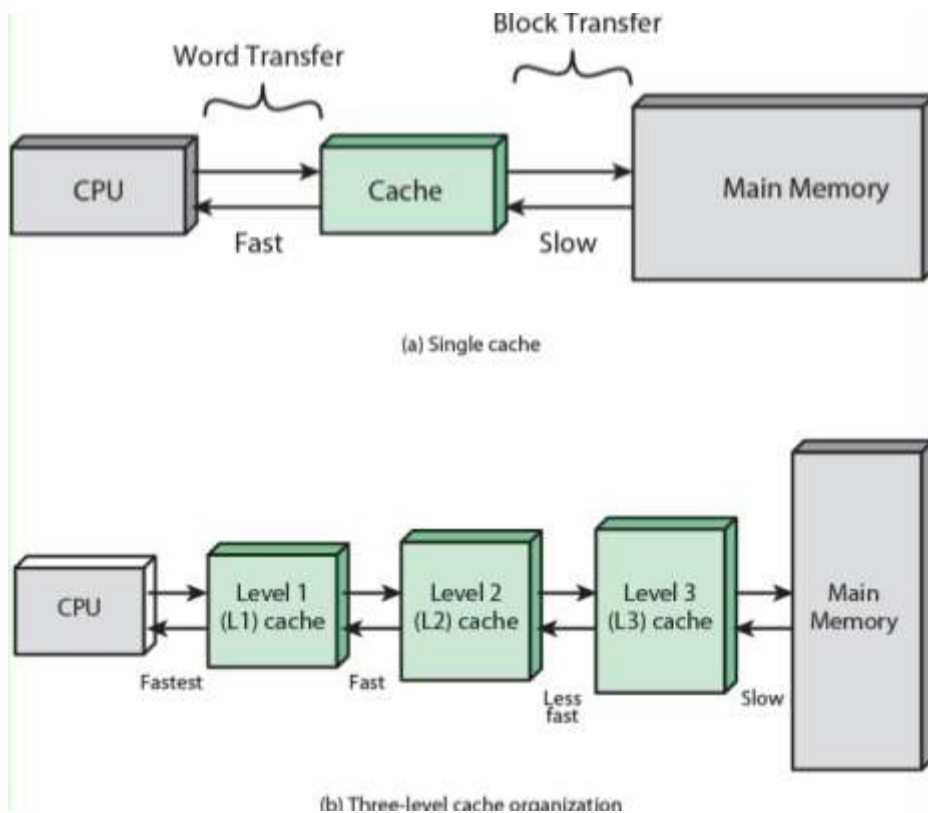 Block Transfer
Word Transfer
CPU
Cache
Main Memory
Fast
Slow
(a) Single cache
CPU
Level 1
(L1) cache
Level 2
(L2) cache
Level 3
(L3) cache
Main
Memory
Fastest
Fast
Less
fast
Slow
(b) Three-level cache organization